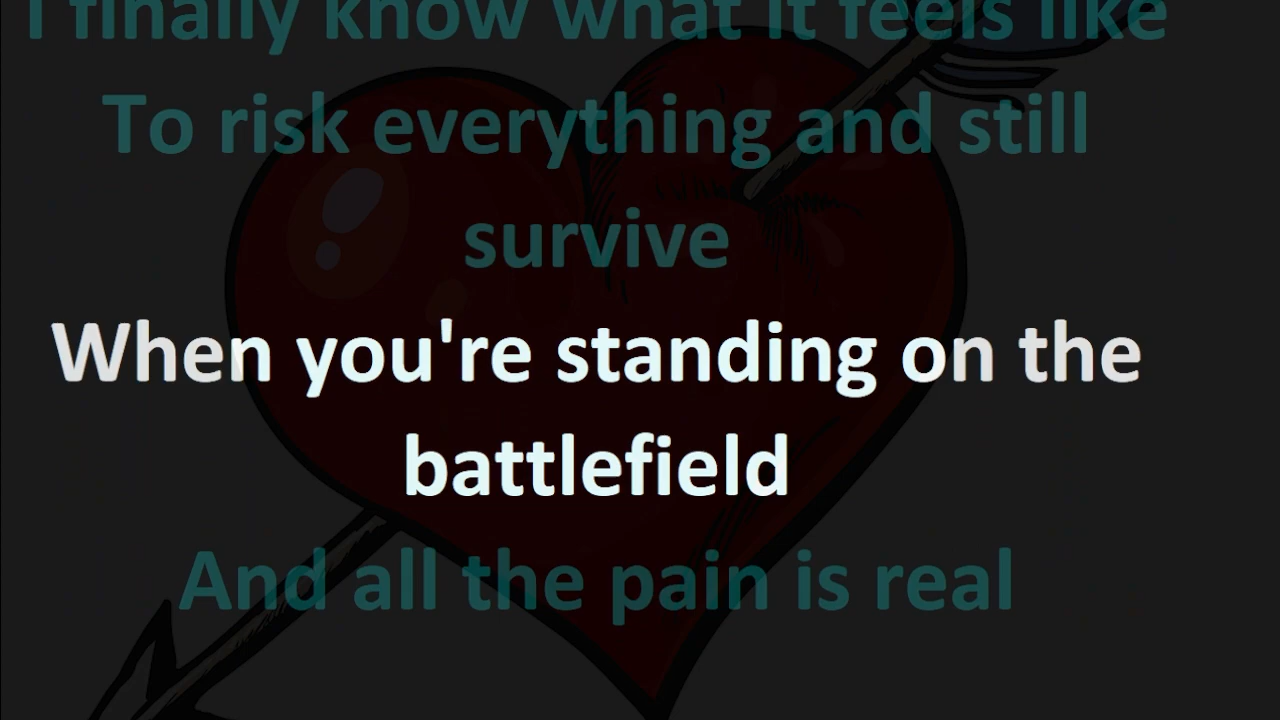 I finally know what it feels like
To risk everything and still
survive
When you're standing on the
battlefield
And all the pain is real